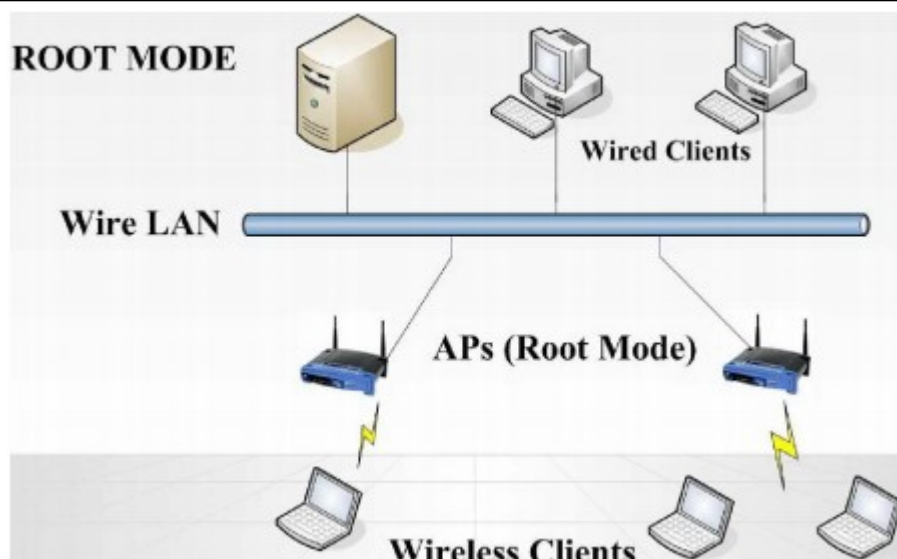 ROOT MODE
Wired Clients
Wire LAN
APs (Root Mode)
Wireless Clients